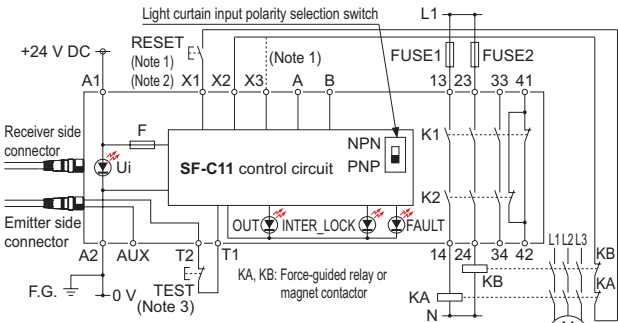 Light curtain input polarity selection switch
L1
+24 V DC
RESET
(Note 1)
(Note 2)
(Note 1)
FUSE1
FUSE2
A1
X1
X2
X3
A
B
13
23
33
41
Receiver side
connector
F
Ui
SF-C11 control circuit
NPN
PNP
K1
K2
Emitter side
connector
OUT
INTER_LOCK
FAULT
A2
AUX
T2
T1
14
24
34
42
L1
L2
L3
KB
F.G.
0 V
TEST
(Note 3)
KA, KB: Force-guided relay or
magnet contactor
KB
KA
KA
N